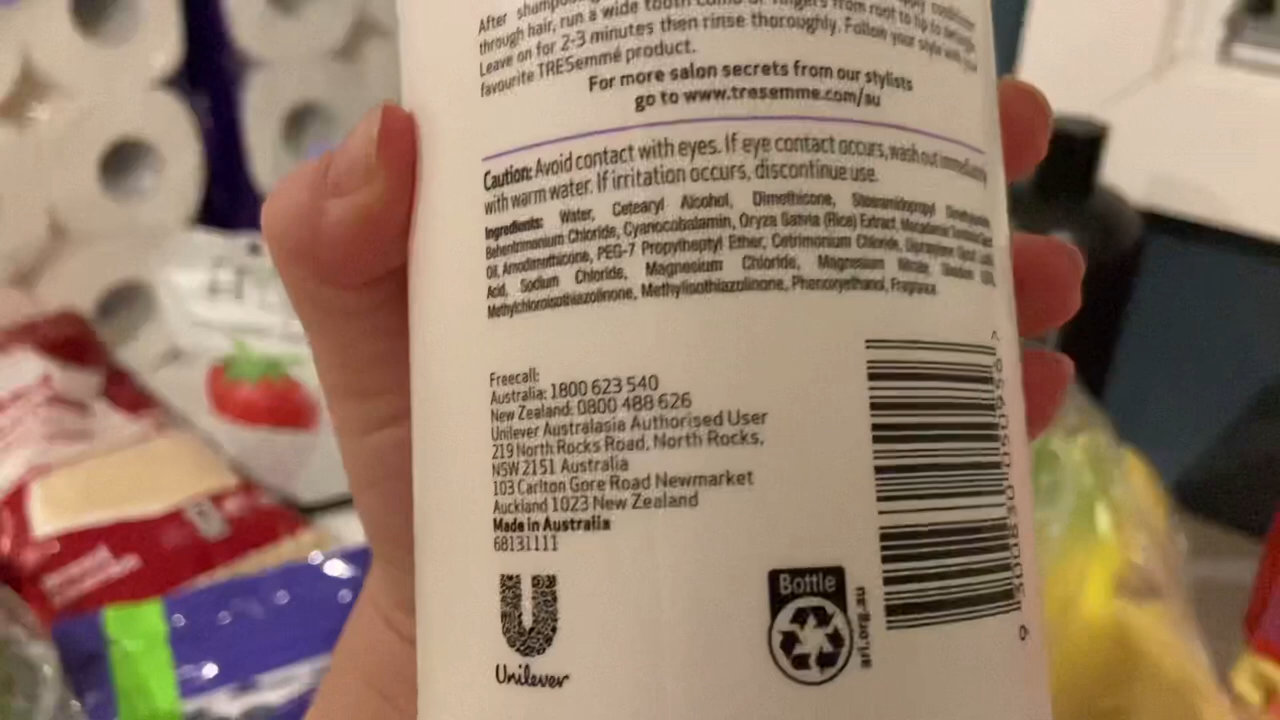 After shampooing
through hair, run a wide tooth comb or fingers from root to tip to detangle.
Leave on for 2-3 minutes then rinse thoroughly. Follow your style with your
favourite TRESemmé product.
For more salon secrets from our stylists
go to www.tresemme.com/au
Caution: Avoid contact with eyes. If eye contact occurs, wash out immediately
with warm water. If irritation occurs, discontinue use.
Ingredients: Water, Cetearyl Alcohol, Dimethicone, Stearamidopropyl Dimethylamine,
Behentrimonium Chloride, Cyanocobalamin, Oryza Sativa (Rice) Extract,
Oil, Amodimethicone, PEG-7 Propylheptyl Ether, Cetrimonium Chloride,
Acid, Sodium Chloride, Magnesium Chloride, Magnesium Nitrate,
Methylchloroisothiazolinone, Methylisothiazolinone, Phenoxyethanol, Fragrance.
Freecall:
Australia: 1800 623 540
New Zealand: 0800 488 626
Unilever Australasia Authorised User
219 North Rocks Road, North Rocks,
NSW 2151 Australia
103 Carlton Gore Road Newmarket
Auckland 1023 New Zealand
Made in Australia
68131111
Unilever
Bottle
ari.org.nu